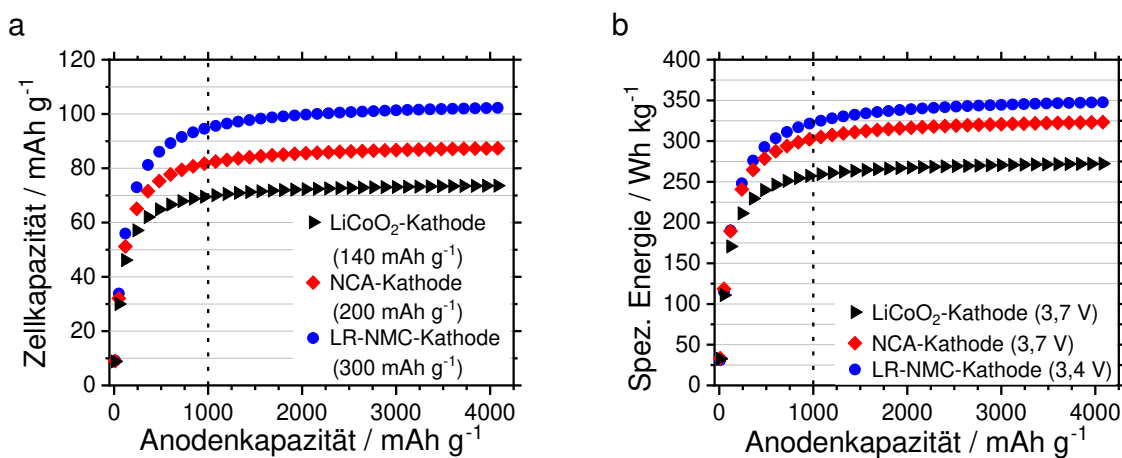 a
Zellkapazität / mAh g⁻¹
120
100
80
60
40
20
0
0 1000 2000 3000 4000
Anodenkapazität / mAh g⁻¹
LiCoO₂-Kathode
(140 mAh g⁻¹)
NCA-Kathode
(200 mAh g⁻¹)
LR-NMC-Kathode
(300 mAh g⁻¹)
b
Spez. Energie / Wh kg⁻¹
400
350
300
250
200
150
100
50
0
0 1000 2000 3000 4000
Anodenkapazität / mAh g⁻¹
LiCoO₂-Kathode (3,7 V)
NCA-Kathode (3,7 V)
LR-NMC-Kathode (3,4 V)